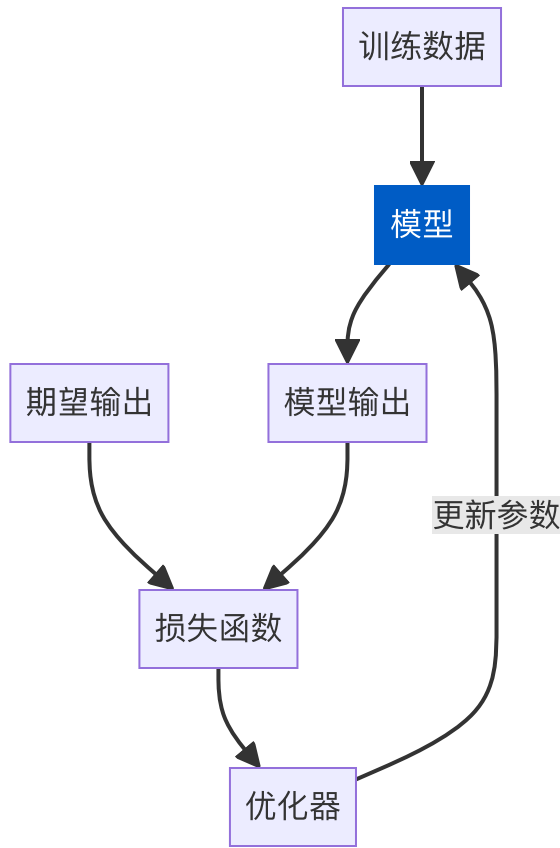 训练数据
模型
期望输出
模型输出
更新参数
损失函数
优化器